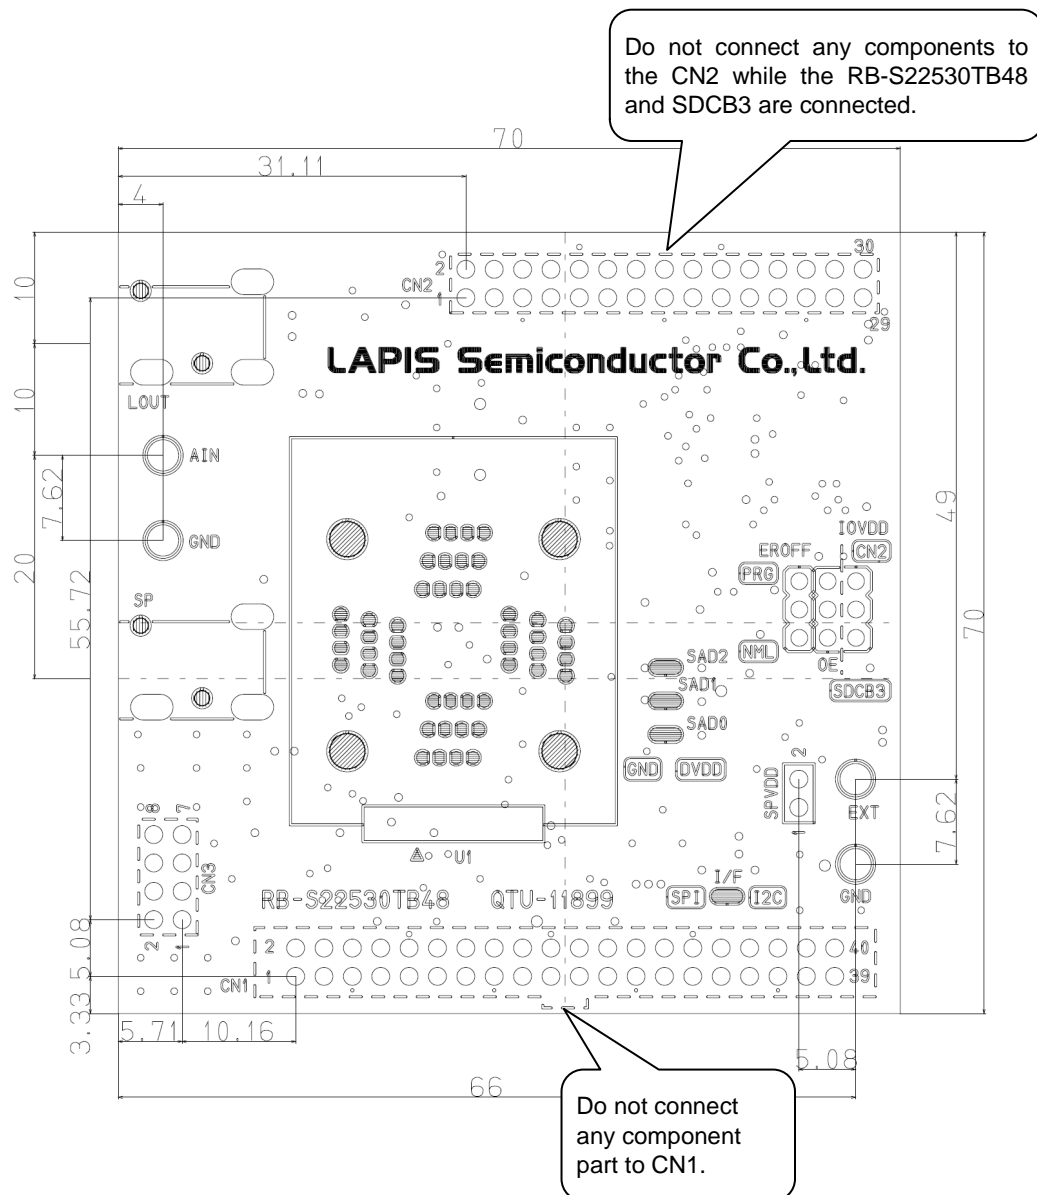 Do not connect any components to
the CN2 while the RB-S22530TB48
and SDCB3 are connected.
70
31.11
4
30
2
CN2
1
29
10
LAPIS Semiconductor Co.,Ltd.
10
LOUT
AIN
7.62
GND
49
IOVDD
EROFF
CN2
PRG
20
SP
55.72
70
NML
OE
SAD2
SAD1
SDCB3
SAD0
GND
DVDD
2
SPVDD
1
EXT
7.62
8
7
CN3
U1
I/F
GND
RB-S22530TB48
QTU-11899
SPI
I2C
2
1
5.08
2
40
CN1
1
39
3.33
5.71
10.16
5.08
66
Do not connect
any component
part to CN1.